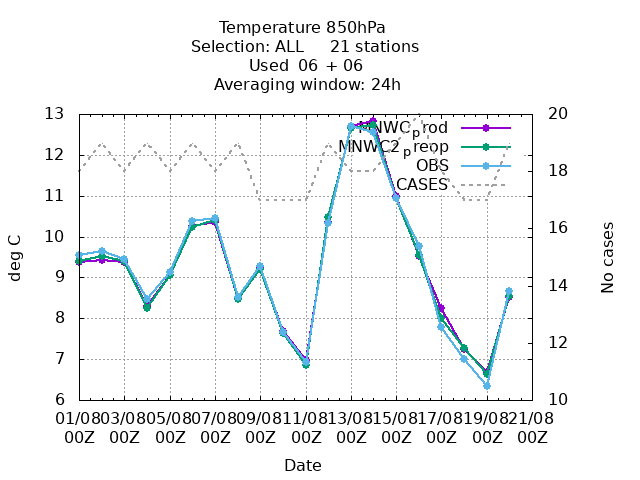 Temperature 850hPa
Selection: ALL 21 stations
Used 06 + 06
Averaging window: 24h
13 20
MNWC_prod
MNWC2_preop
12
OBS
18
CASES
11
16
10
deg C
No cases
9
14
8
12
7
6 10
01/08 03/08 05/08 07/08 09/08 11/08 13/08 15/08 17/08 19/08 21/08
00Z 00Z 00Z 00Z 00Z 00Z 00Z 00Z 00Z 00Z 00Z
Date